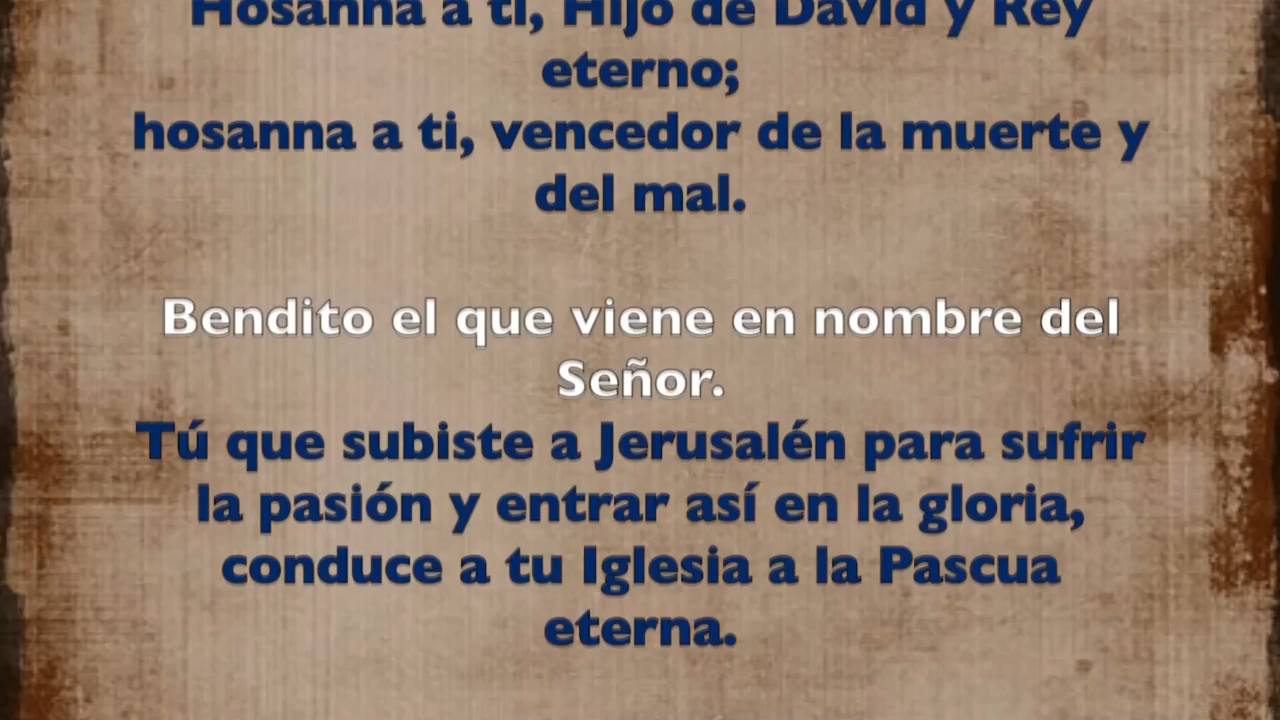 Hosanna a ti, Hijo de David y Rey
eterno;
hosanna a ti, vencedor de la muerte y
del mal.
Bendito el que viene en nombre del
Señor.
Tú que subiste a Jerusalén para sufrir
la pasión y entrar así en la gloria,
conduce a tu Iglesia a la Pascua
eterna.